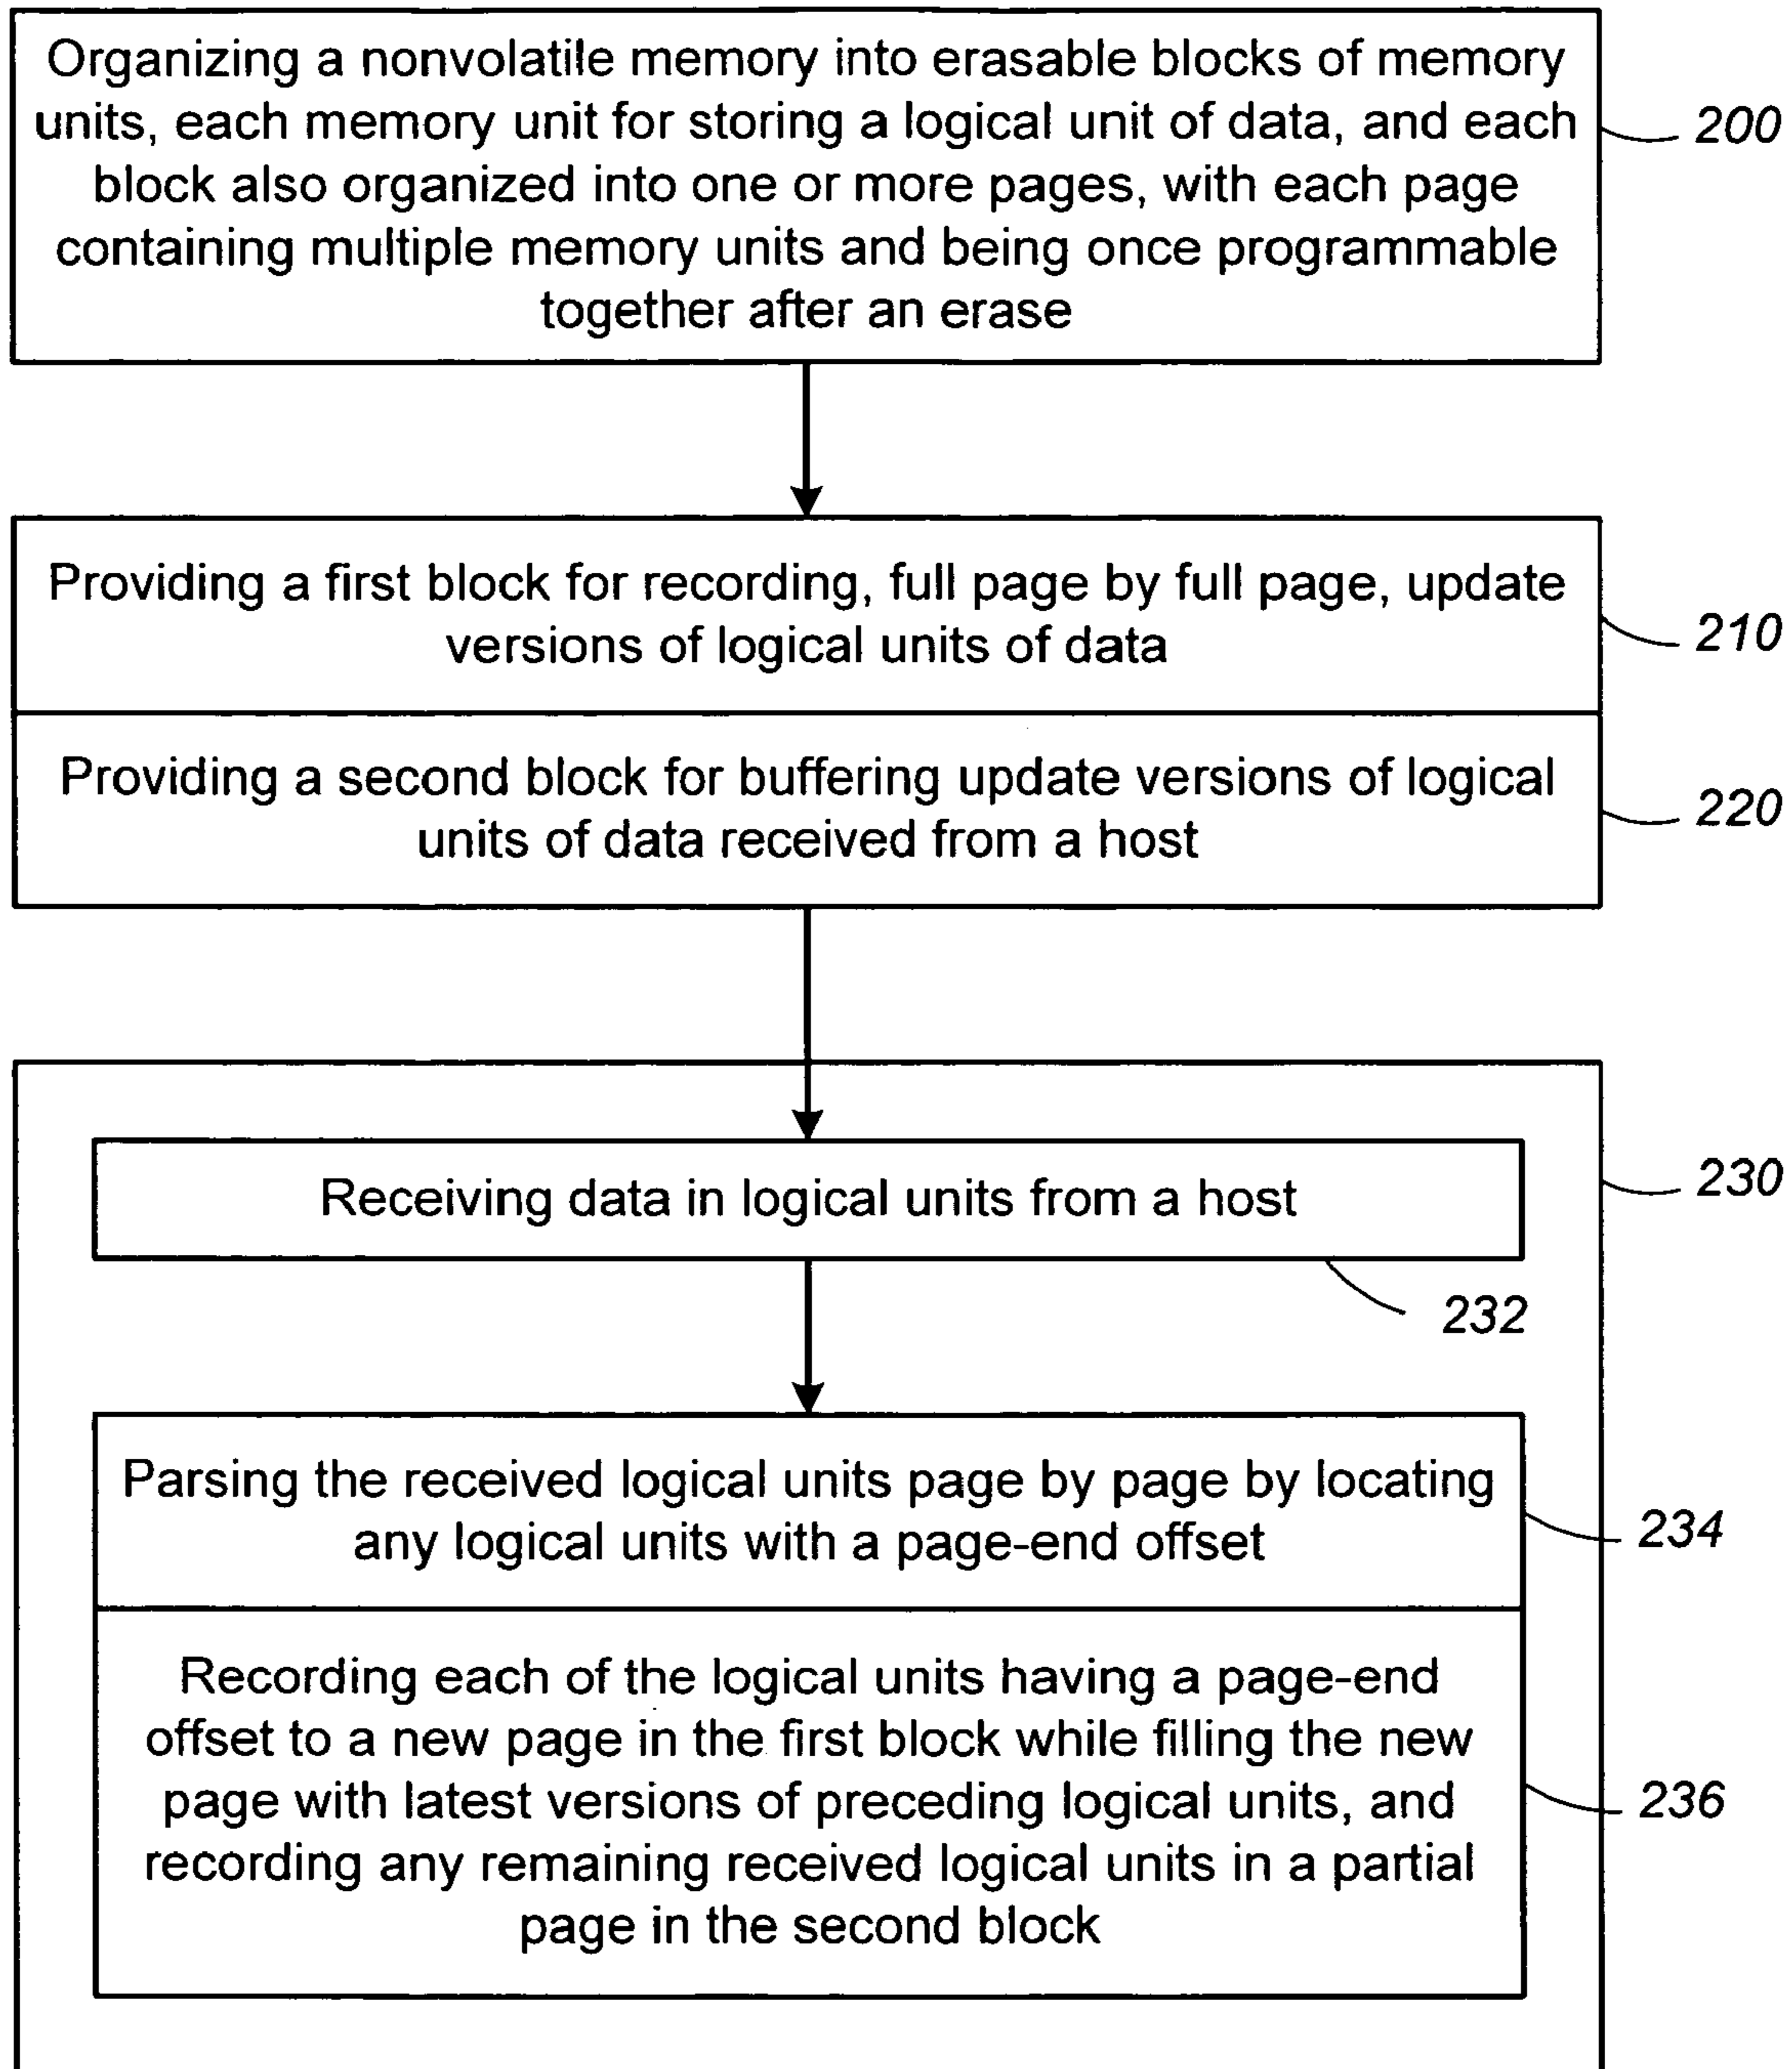 Organizing a nonvolatile memory into erasable blocks of memory
units, each memory unit for storing a logical unit of data, and each
block also organized into one or more pages, with each page
containing multiple memory units and being once programmable
together after an erase
200
Providing a first block for recording, full page by full page, update
versions of logical units of data
210
Providing a second block for buffering update versions of logical
units of data received from a host
220
230
Receiving data in logical units from a host
232
Parsing the received logical units page by page by locating
any logical units with a page-end offset
234
Recording each of the logical units having a page-end
offset to a new page in the first block while filling the new
page with latest versions of preceding logical units, and
recording any remaining received logical units in a partial
page in the second block
236